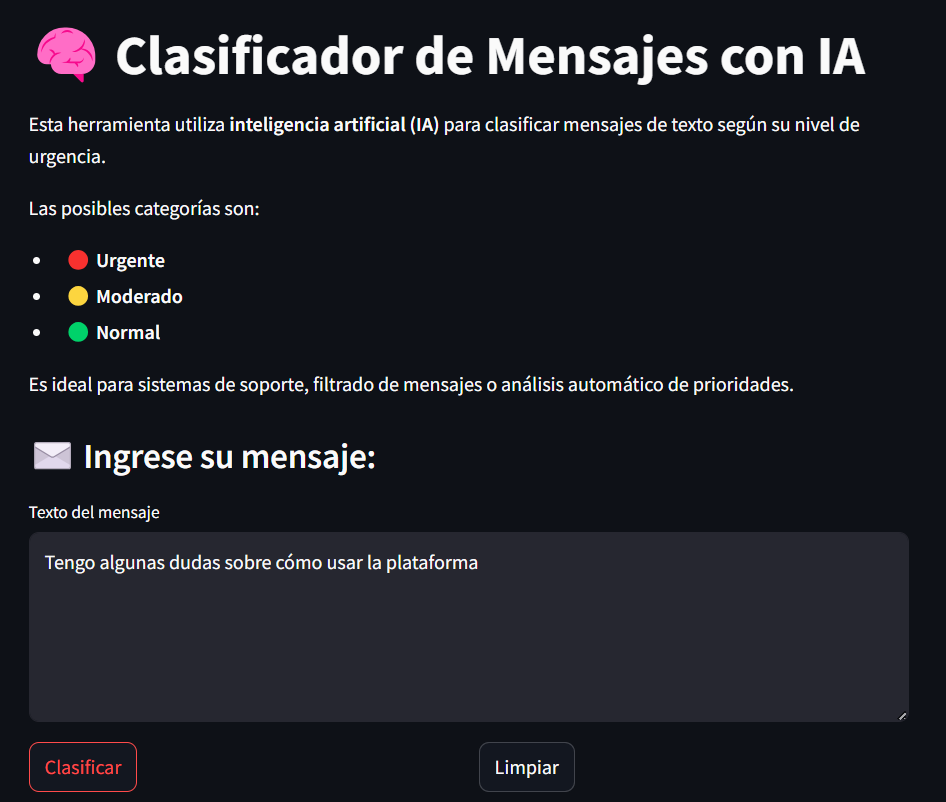 Clasificador de Mensajes con IA
Esta herramienta utiliza inteligencia artificial (IA) para clasificar mensajes de texto según su nivel de
urgencia.
Las posibles categorías son:
Urgente
Moderado
Normal
Es ideal para sistemas de soporte, filtrado de mensajes o análisis automático de prioridades.
Ingrese su mensaje:
Texto del mensaje
Tengo algunas dudas sobre cómo usar la plataforma
Clasificar
Limpiar